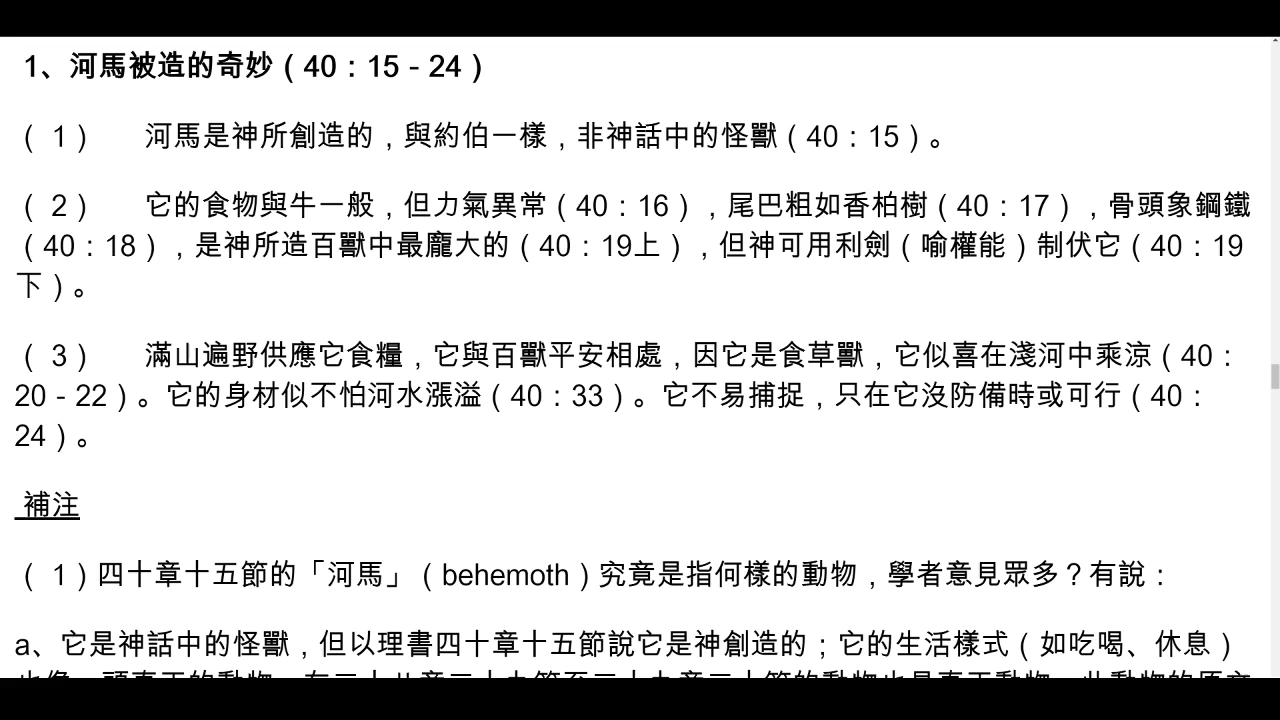 1、河馬被造的奇妙（40：15－24）
（ 1） 河馬是神所創造的，與約伯一樣，非神話中的怪獸（40：15）。
（ 2） 它的食物與牛一般，但力氣異常（40：16），尾巴粗如香柏樹（40：17），骨頭象鋼鐵
（40：18），是神所造百獸中最龐大的（40：19上），但神可用利劍（喻權能）制伏它（40：19
下）。
（ 3） 滿山遍野供應它食糧，它與百獸平安相處，因它是食草獸，它似喜在淺河中乘涼（40：
20－22）。它的身材似不怕河水漲溢（40：33）。它不易捕捉，只在它沒防備時或可行（40：
24）。
補注
（ 1）四十章十五節的「河馬」（behemoth）究竟是指何樣的動物，學者意見眾多？有說：
a、它是神話中的怪獸，但以理書四十章十五節說它是神創造的；它的生活樣式（如吃喝、休息）